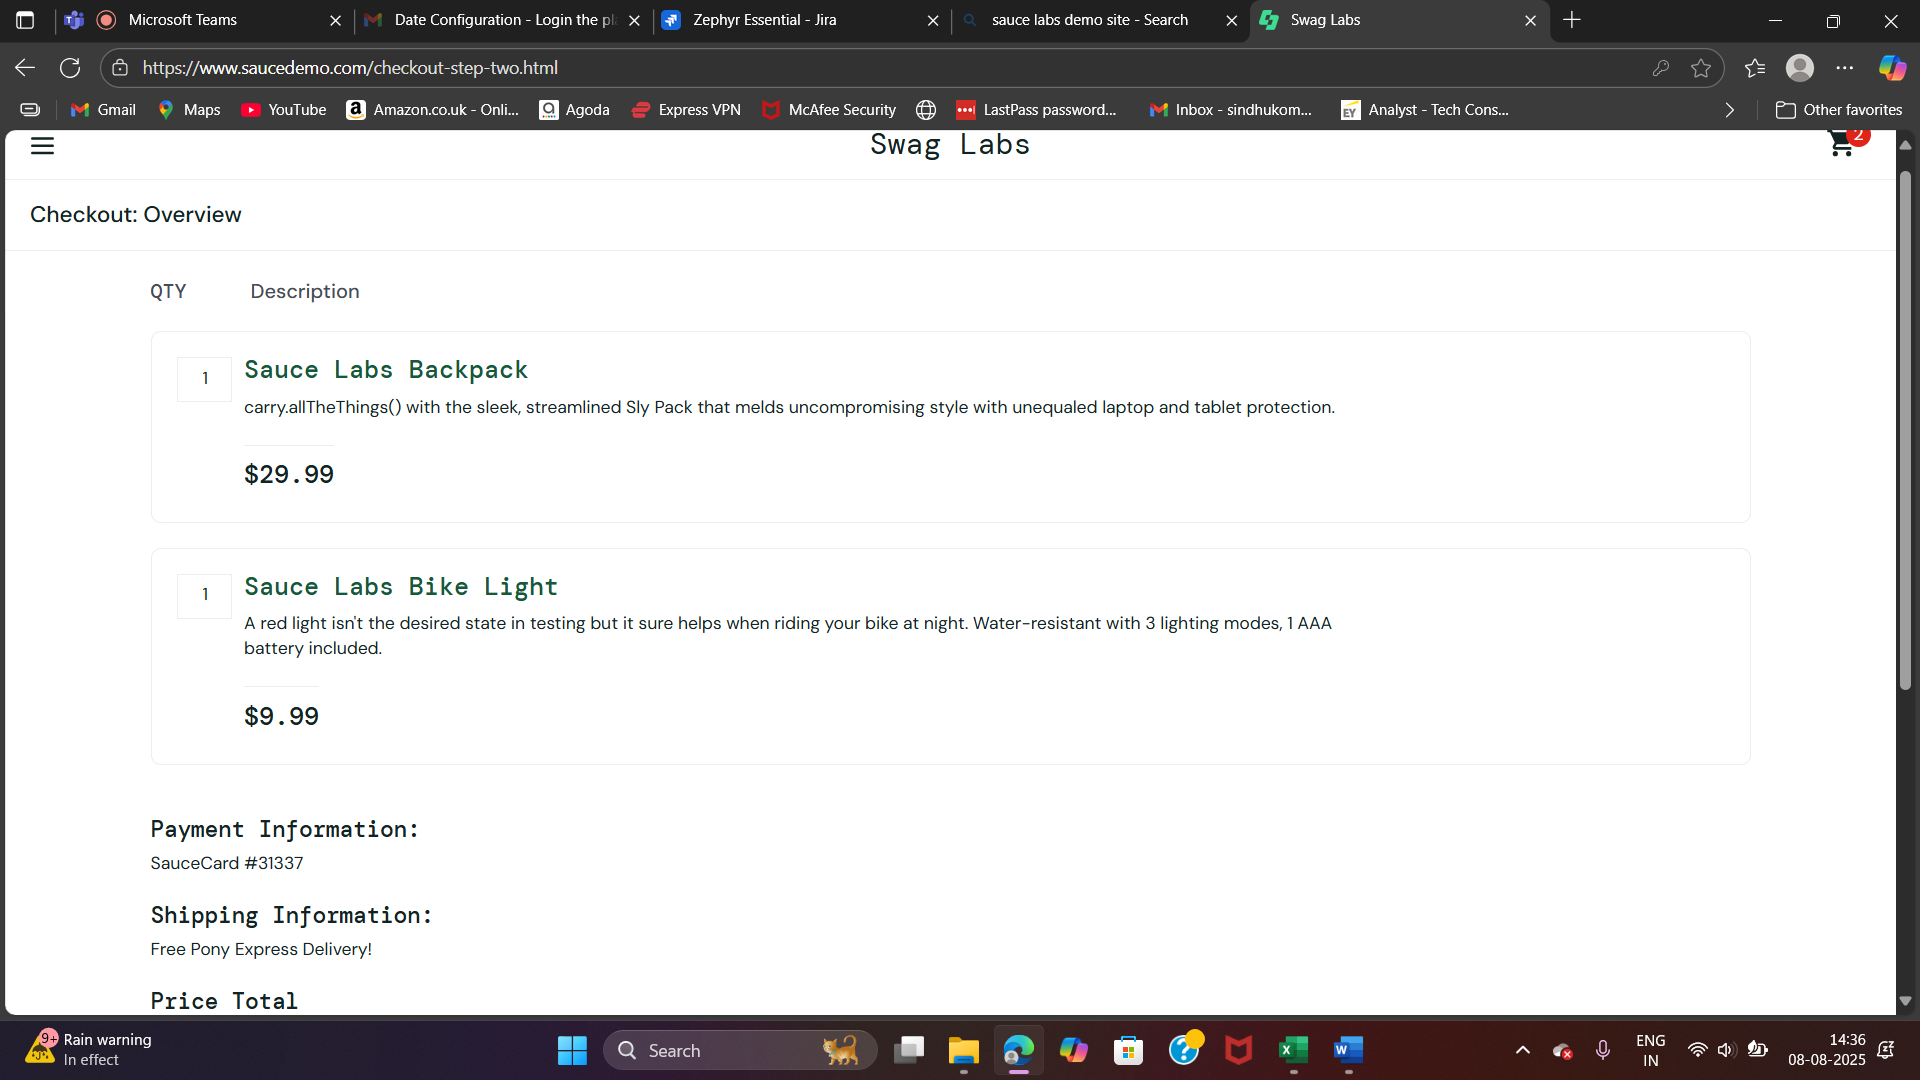 Microsoft Teams
Date Configuration - Login the pl
Zephyr Essential - Jira
sauce labs demo site - Search
Swag Labs
https://www.saucedemo.com/checkout-step-two.html
Gmail
Maps
YouTube
a
Amazon.co.uk - Onli...
Agoda
Express VPN
McAfee Security
LastPass password...
Inbox - sindhukom...
EY
Analyst - Tech Cons...
Other favorites
Swag Labs
2
Checkout: Overview
QTY
Description
1
Sauce Labs Backpack
carry.allTheThings() with the sleek, streamlined Sly Pack that melds uncompromising style with unequaled laptop and tablet protection.
$29.99
1
Sauce Labs Bike Light
A red light isn't the desired state in testing but it sure helps when riding your bike at night. Water-resistant with 3 lighting modes, 1 AAA
battery included.
$9.99
Payment Information:
SauceCard #31337
Shipping Information:
Free Pony Express Delivery!
Price Total
9+
Rain warning
In effect
Search
ENG
IN
14:36
08-08-2025